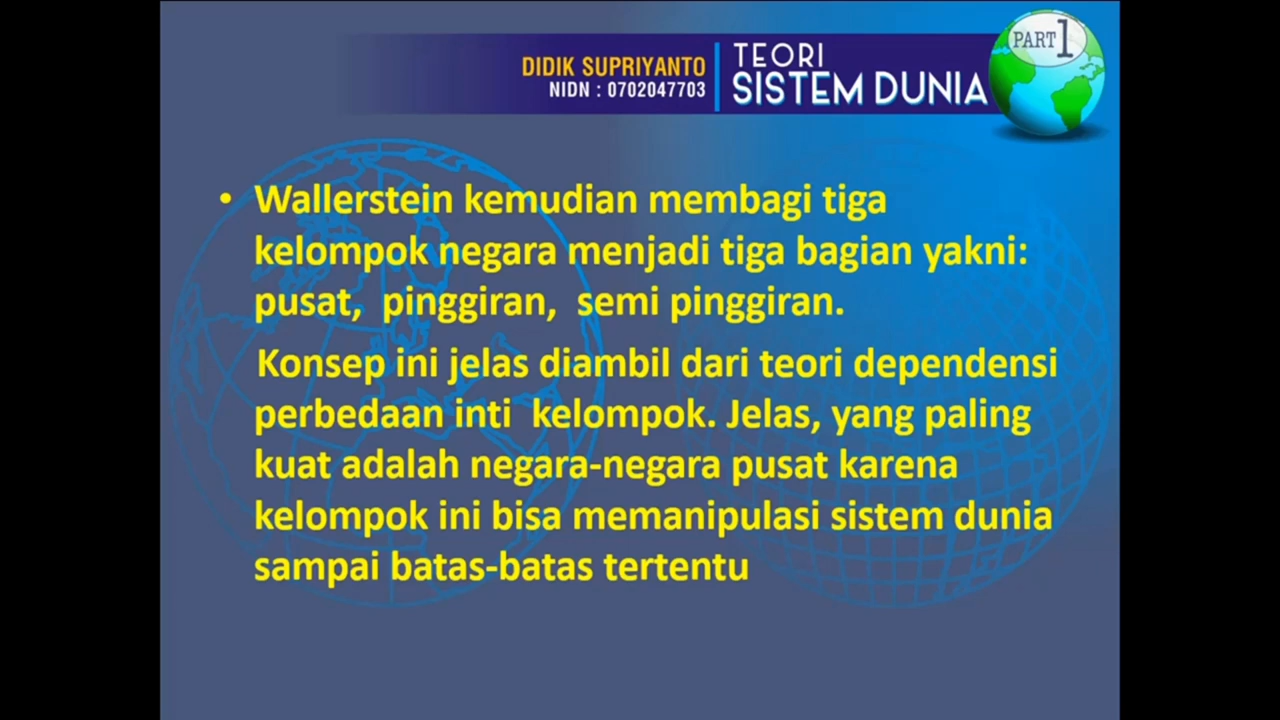 DIDIK SUPRIYANTO
NIDN : 0702047703
TEORI
SISTEM DUNIA
PART 1
• Wallerstein kemudian membagi tiga
kelompok negara menjadi tiga bagian yakni:
pusat, pinggiran, semi pinggiran.
Konsep ini jelas diambil dari teori dependensi
perbedaan inti kelompok. Jelas, yang paling
kuat adalah negara-negara pusat karena
kelompok ini bisa memanipulasi sistem dunia
sampai batas-batas tertentu